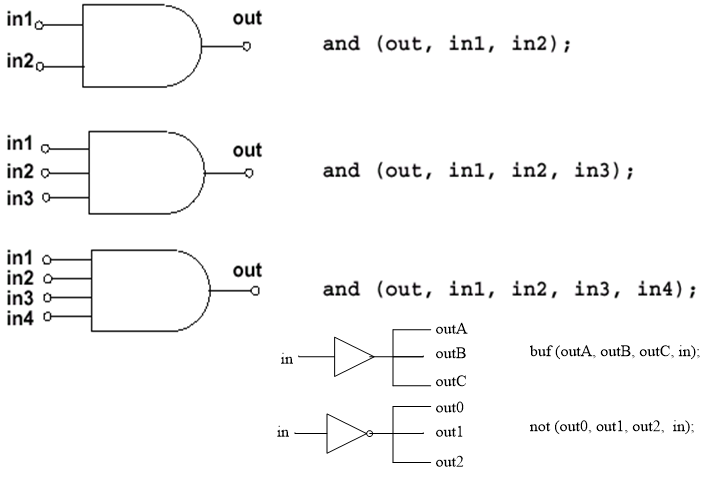 in1 out
in2 and (out, in1, in2);
in1 out
in2 and (out, in1, in2, in3);
in3
in1
in2 out
in3 and (out, in1, in2, in3, in4);
in4
outA
in outB buf (outA, outB, outC, in);
outC
out0
in out1 not (out0, out1, out2, in);
out2